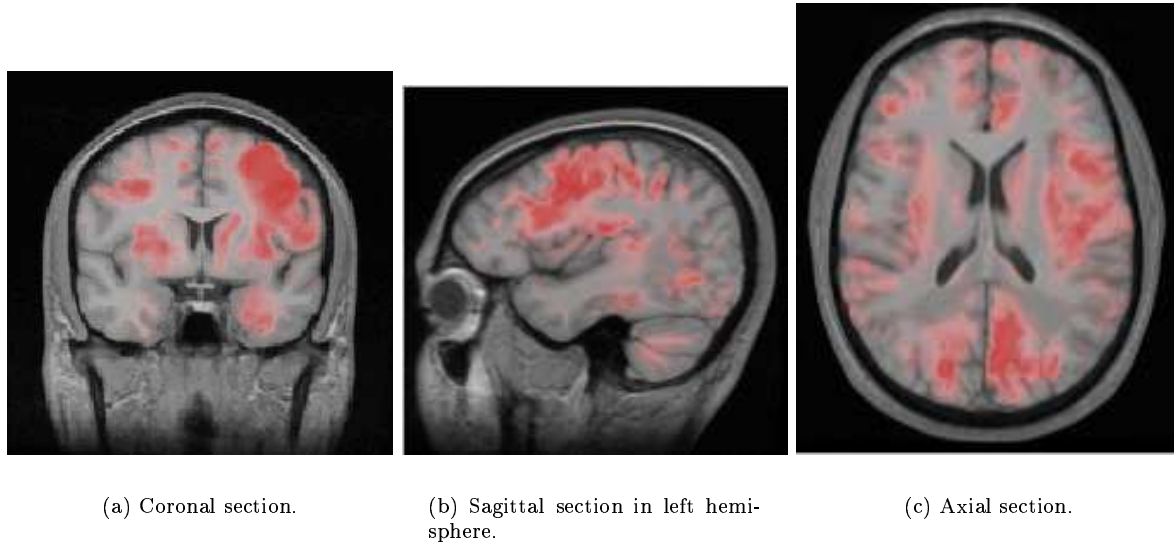 (a) Coronal section.
(b) Sagittal section in left hemi-
sphere.
(c) Axial section.